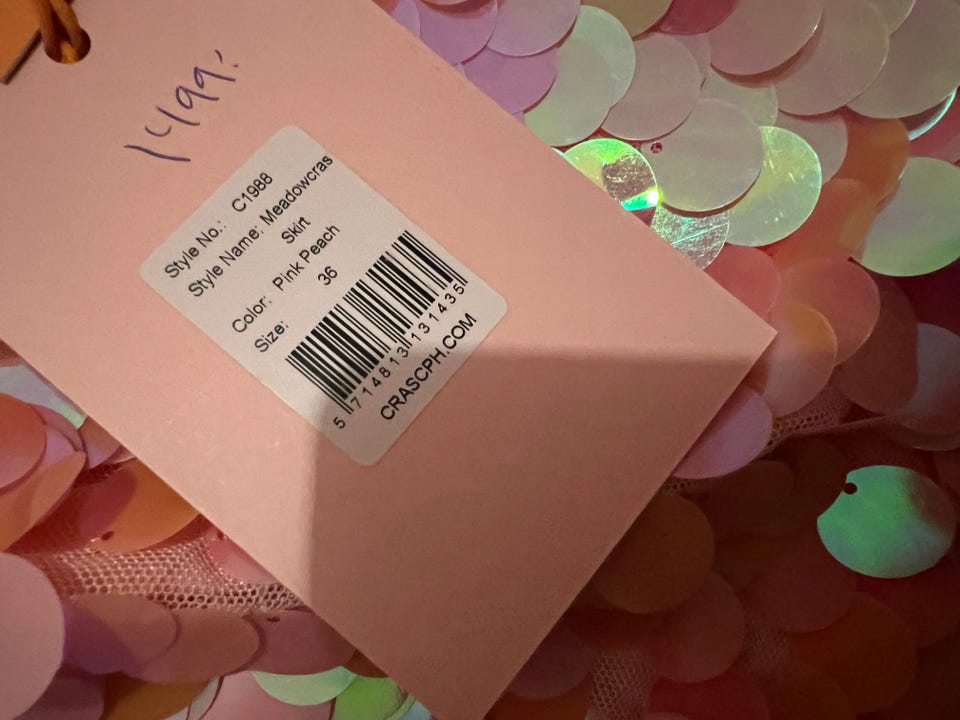 1499:
Style No.: C1988
Style Name: Meadowcras
Skirt
Color: Pink Peach
Size: 36
5 714813 131435
CRASCPH.COM